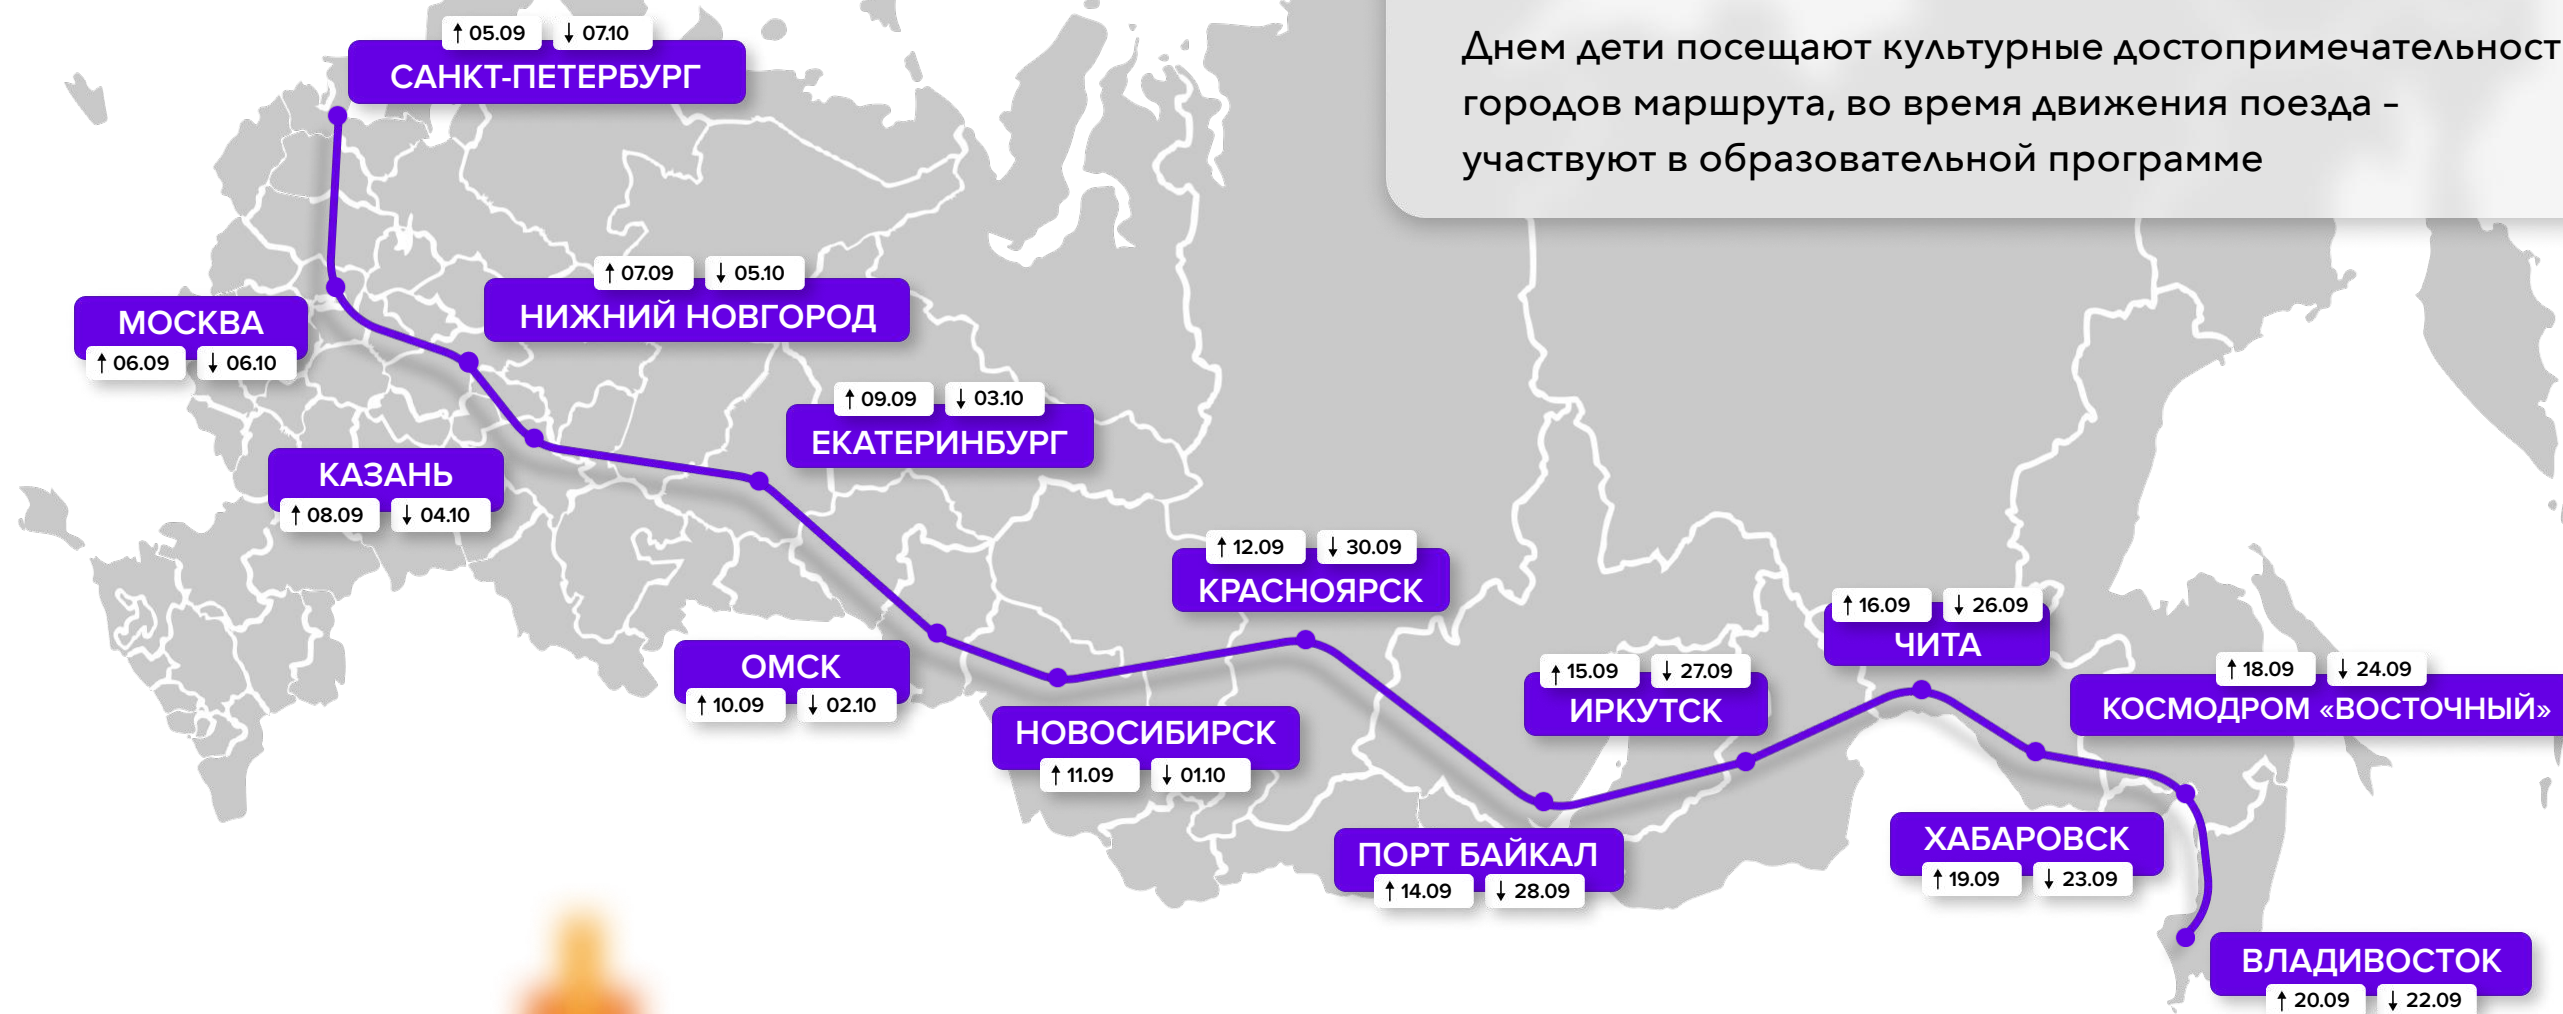 Днем дети посещают культурные достопримечательност
городов маршрута, во время движения поезда -
участвуют в образовательной программе
↑ 05.09 ↓ 07.10
САНКТ-ПЕТЕРБУРГ
МОСКВА
↑ 06.09 ↓ 06.10
↑ 07.09 ↓ 05.10
НИЖНИЙ НОВГОРОД
КАЗАНЬ
↑ 08.09 ↓ 04.10
↑ 09.09 ↓ 03.10
ЕКАТЕРИНБУРГ
ОМСК
↑ 10.09 ↓ 02.10
НОВОСИБИРСК
↑ 11.09 ↓ 01.10
↑ 12.09 ↓ 30.09
КРАСНОЯРСК
ПОРТ БАЙКАЛ
↑ 14.09 ↓ 28.09
↑ 15.09 ↓ 27.09
ИРКУТСК
↑ 16.09 ↓ 26.09
ЧИТА
↑ 18.09 ↓ 24.09
КОСМОДРОМ «ВОСТОЧНЫЙ»
ХАБАРОВСК
↑ 19.09 ↓ 23.09
ВЛАДИВОСТОК
↑ 20.09 ↓ 22.09